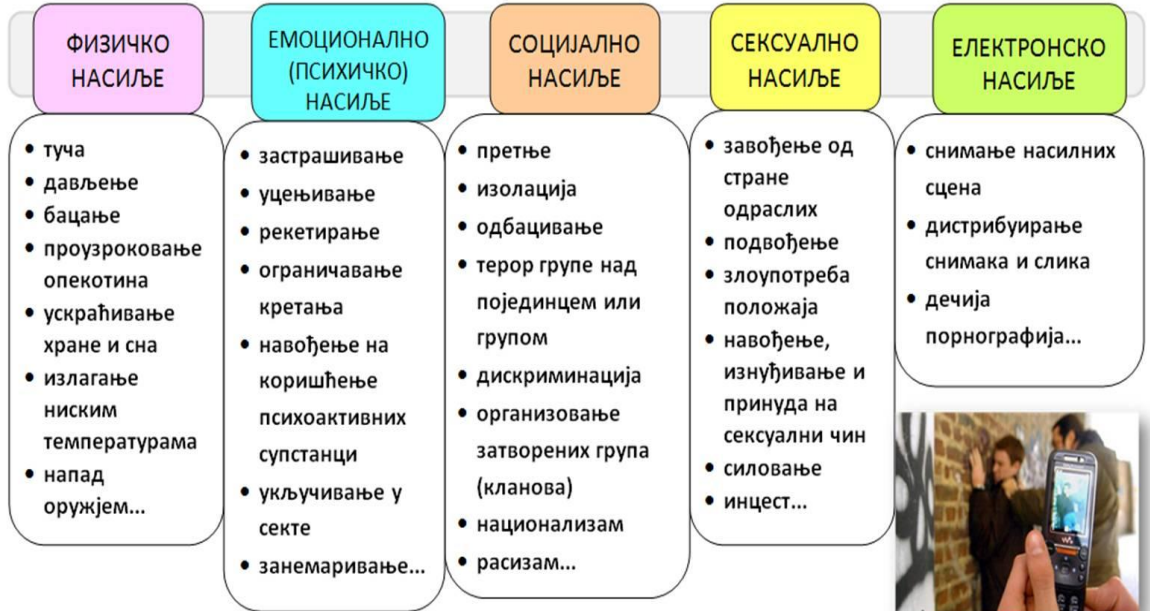 ФИЗИЧКО
НАСИЉЕ
• туча
• дављење
• бацање
• проузроковање
опекотина
• ускраћивање
хране и сна
• излагање
ниским
температурама
• напад
оружјем...
ЕМОЦИОНАЛНО
(ПСИХИЧКО)
НАСИЉЕ
• застрашивање
• уцењивање
• рекетирање
• ограничавање
кретања
• навођење на
коришћење
психоактивних
супстанци
• укључивање у
секте
• занемаривање...
СОЦИЈАЛНО
НАСИЉЕ
• претње
• изолација
• одбацивање
• терор групе над
појединцем или
групом
• дискриминација
• организовање
затворених група
(кланова)
• национализам
• расизам...
СЕКСУАЛНО
НАСИЉЕ
• завођење од
стране
одраслих
• подвођење
• злоупотреба
положаја
• навођење,
изнуђивање и
принуда на
сексуални чин
• силовање
• инцест...
ЕЛЕКТРОНСКО
НАСИЉЕ
• снимање насилних
сцена
• дистрибуирање
снимака и слика
• дечија
порнографија...